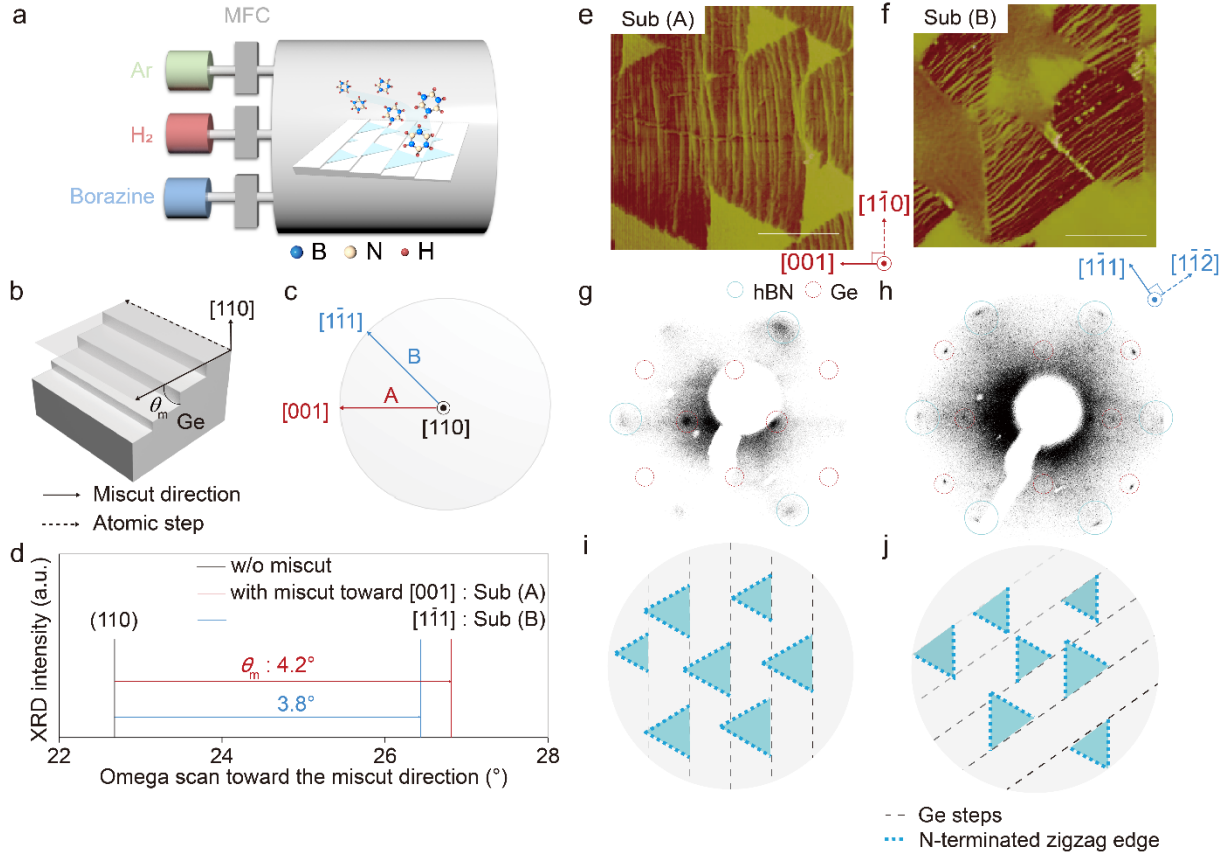 a
MFC
Ar
H₂
Borazine
B N H
b
[110]
θm
Ge
Miscut direction
Atomic step
c
[11̅1]
B
A
[001]
[110]
d
XRD intensity (a.u.)
w/o miscut
with miscut toward [001] : Sub (A)
(110)
[11̅1] : Sub (B)
θm : 4.2°
3.8°
22 24 26 28
Omega scan toward the miscut direction (°)
e
Sub (A)
[11̅0]
[001]
f
Sub (B)
[11̅1]
[11̅2̅]
g
hBN Ge
h
i
j
Ge steps
N-terminated zigzag edge